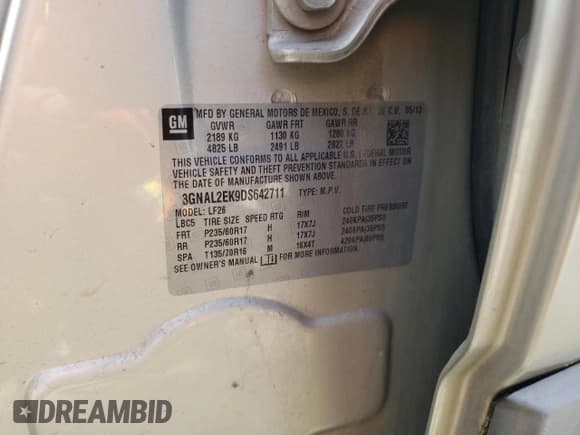 GM
MFD BY GENERAL MOTORS DE MEXICO, S. DE R.L. DE C.V. 05/13
GVWR GAWR FRT GAWR RR
2189 KG 1130 KG 1280 KG
4825 LB 2491 LB 2822 LB
THIS VEHICLE CONFORMS TO ALL APPLICABLE U.S. FEDERAL MOTOR
VEHICLE SAFETY AND THEFT PREVENTION STANDARDS IN EFFECT ON
THE DATE OF MANUFACTURE SHOWN ABOVE.
3GNAL2EK9DS642711 TYPE: M.P.V.
MODEL: LF26
LBC5 TIRE SIZE SPEED RTG RIM COLD TIRE PRESSURE
FRT P235/60R17 H 17X7J 240KPA(35PSI)
RR P235/60R17 H 17X7J 240KPA(35PSI)
SPA T135/70R16 M 16X4T 420KPA(60PSI)
SEE OWNER'S MANUAL
DREAMBID